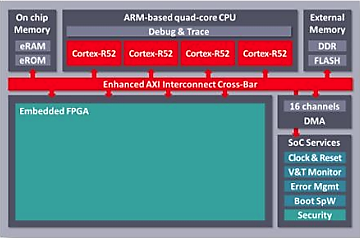 On chip
Memory
eRAM
eROM
ARM-based quad-core CPU
Debug & Trace
Cortex-R52
Cortex-R52
Cortex-R52
Cortex-R52
External
Memory
DDR
FLASH
Enhanced AXI Interconnect Cross-Bar
Embedded FPGA
16 channels
DMA
SoC Services
Clock & Reset
V&T Monitor
Error Mgmt
Boot SpW
Security